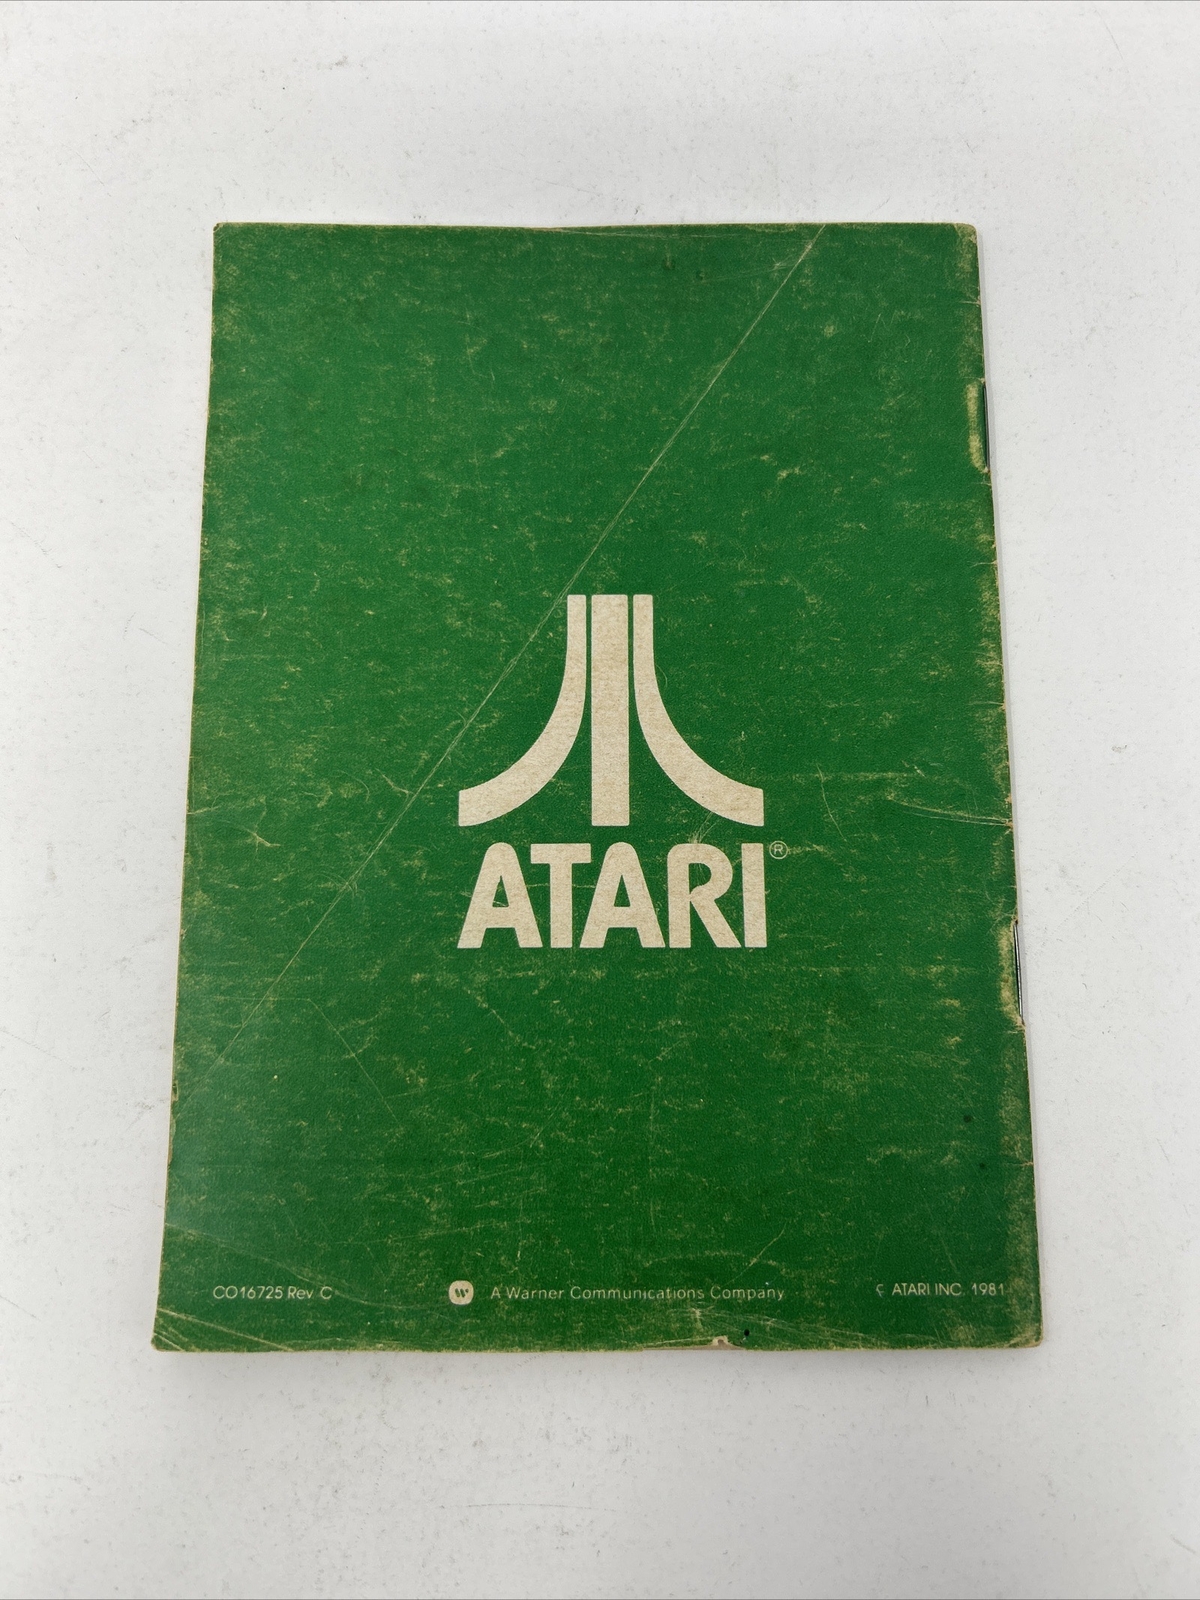 ATARI®
CO16725 Rev. C
W A Warner Communications Company
© ATARI INC. 1981